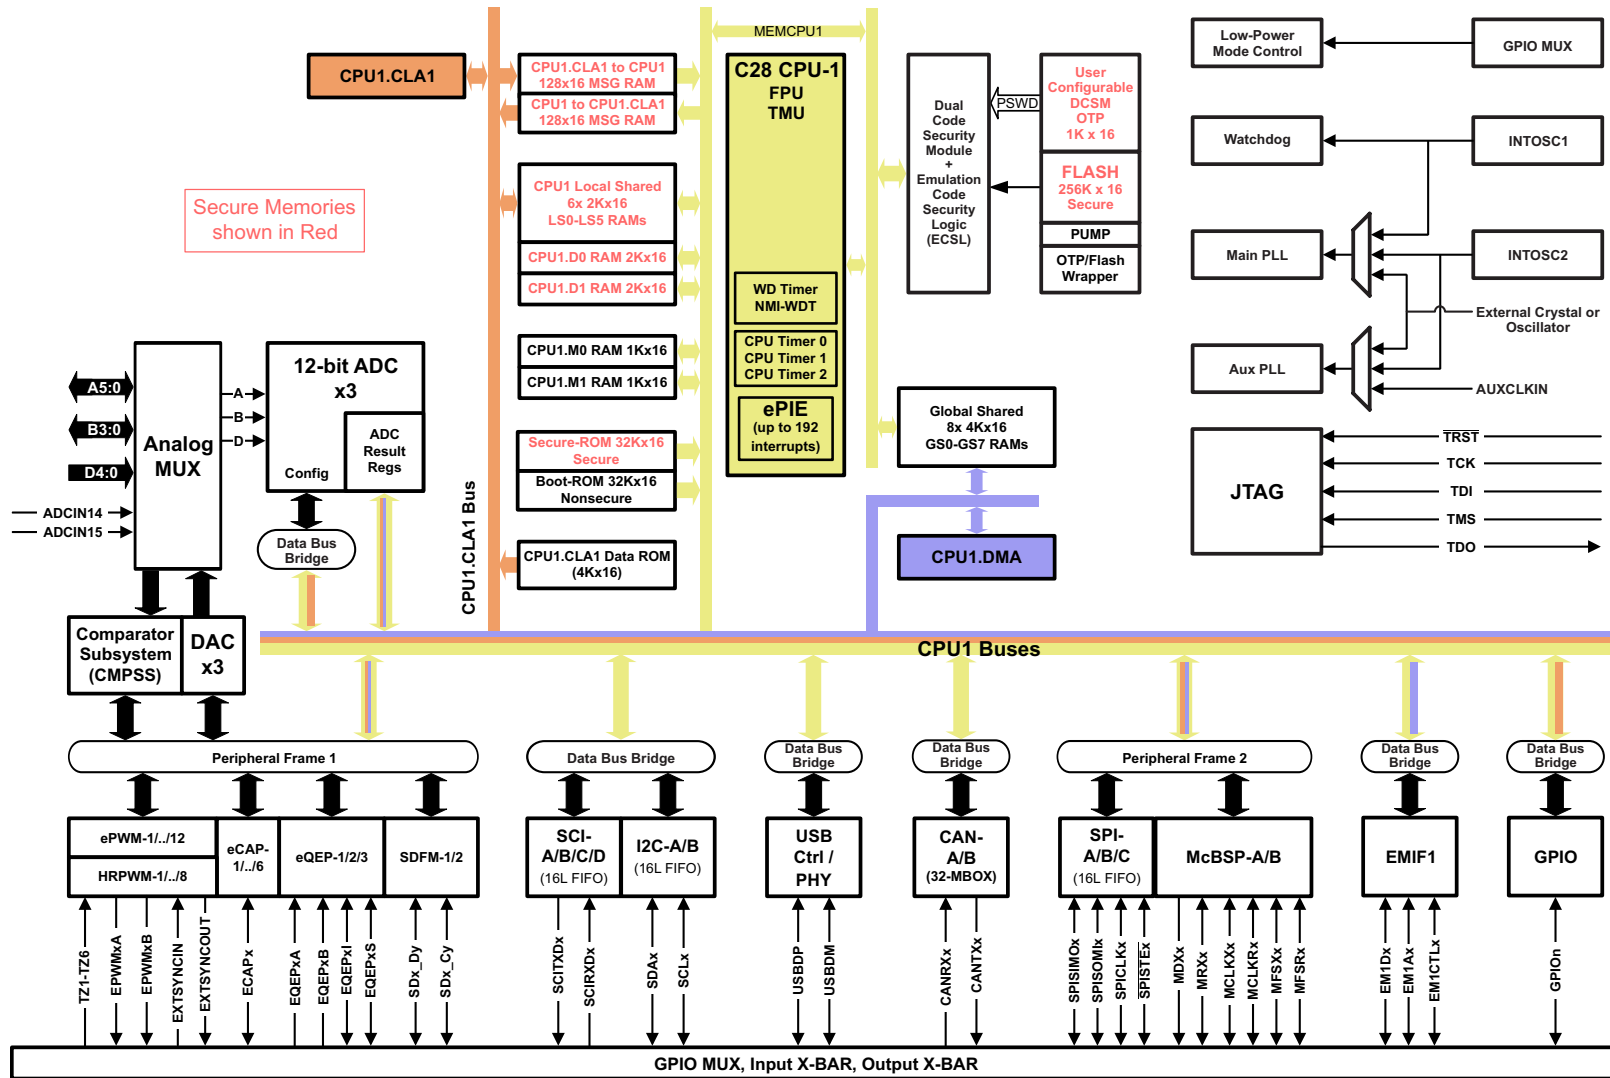 MEMCPU1
CPU1.CLA1
CPU1.CLA1 to CPU1
128x16 MSG RAM
CPU1 to CPU1.CLA1
128x16 MSG RAM
CPU1 Local Shared
6x 2Kx16
LS0-LS5 RAMs
CPU1.D0 RAM 2Kx16
CPU1.D1 RAM 2Kx16
CPU1.M0 RAM 1Kx16
CPU1.M1 RAM 1Kx16
Secure-ROM 32Kx16
Secure
Boot-ROM 32Kx16
Nonsecure
CPU1.CLA1 Data ROM
(4Kx16)
CPU1.CLA1 Bus
Secure Memories
shown in Red
C28 CPU-1
FPU
TMU
WD Timer
NMI-WDT
CPU Timer 0
CPU Timer 1
CPU Timer 2
ePIE
(up to 192
interrupts)
Dual
Code
Security
Module
+
Emulation
Code
Security
Logic
(ECSL)
PSWD
User
Configurable
DCSM
OTP
1K x 16
FLASH
256K x 16
Secure
PUMP
OTP/Flash
Wrapper
Global Shared
8x 4Kx16
GS0-GS7 RAMs
CPU1.DMA
Low-Power
Mode Control
GPIO MUX
Watchdog
INTOSC1
Main PLL
INTOSC2
External Crystal or
Oscillator
Aux PLL
AUXCLKIN
JTAG
TRST
TCK
TDI
TMS
TDO
A5:0
B3:0
D4:0
ADCIN14
ADCIN15
Analog
MUX
A
B
D
12-bit ADC
x3
Config
ADC
Result
Regs
Data Bus
Bridge
Comparator
Subsystem
(CMPSS)
DAC
x3
CPU1 Buses
Peripheral Frame 1
Data Bus Bridge
Data Bus
Bridge
Data Bus
Bridge
Peripheral Frame 2
Data Bus
Bridge
Data Bus
Bridge
ePWM-1/../12
HRPWM-1/../8
eCAP-
1/../6
eQEP-1/2/3
SDFM-1/2
SCI-
A/B/C/D
(16L FIFO)
I2C-A/B
(16L FIFO)
USB
Ctrl /
PHY
CAN-
A/B
(32-MBOX)
SPI-
A/B/C
(16L FIFO)
McBSP-A/B
EMIF1
GPIO
TZ1-TZ6
EPWMxA
EPWMxB
EXTSYNCIN
EXTSYNCOUT
ECAPx
EQEPxA
EQEPxB
EQEPxI
EQEPxS
SDx_Dy
SDx_Cy
SCITXDx
SCIRXDx
SDAx
SCLx
USBDP
USBDM
CANRXx
CANTXx
SPISIMOx
SPISOMIx
SPICLKx
SPISTEx
MDXx
MRXx
MCLKXx
MCLKRx
MFSXx
MFSRx
EM1Dx
EM1Ax
EM1CTLx
GPIOn
GPIO MUX, Input X-BAR, Output X-BAR